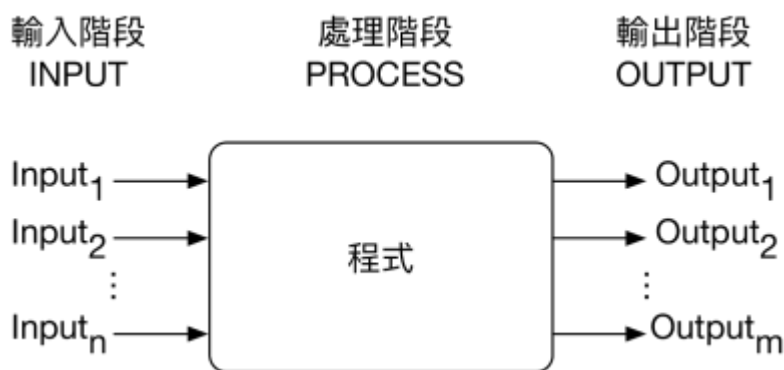 輸入階段 處理階段 輸出階段
INPUT PROCESS OUTPUT
Input₁ Output₁
Input₂ 程式 Output₂
⋮ ⋮
Inputₙ Outputₘ